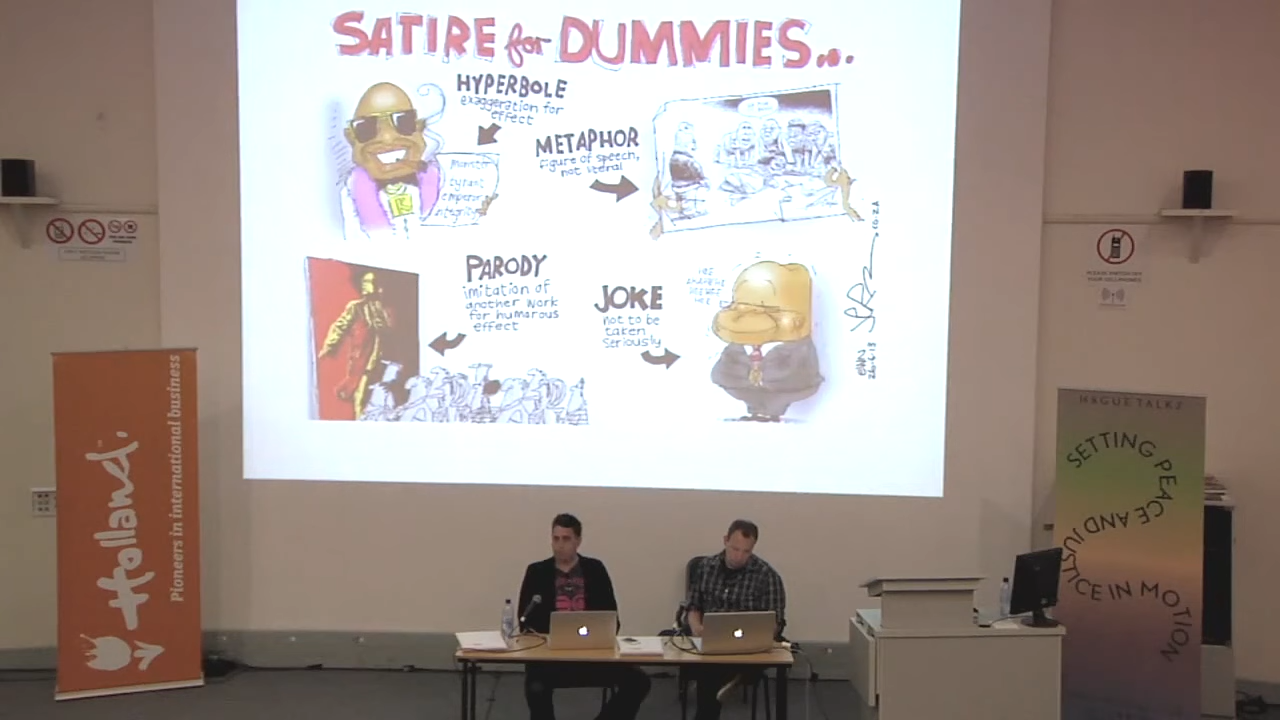 SATIRE for DUMMIES...
HYPERBOLE
exaggeration for
effect
monster
tyrant
emperor
integrity
METAPHOR
figure of speech,
not literal
PARODY
imitation of
another work
for humarous
effect
JOKE
not to be
taken
seriously
Holland.
Pioneers in international business
HAGUE TALKS
SETTING PEACE
AND JUSTICE IN MOTION